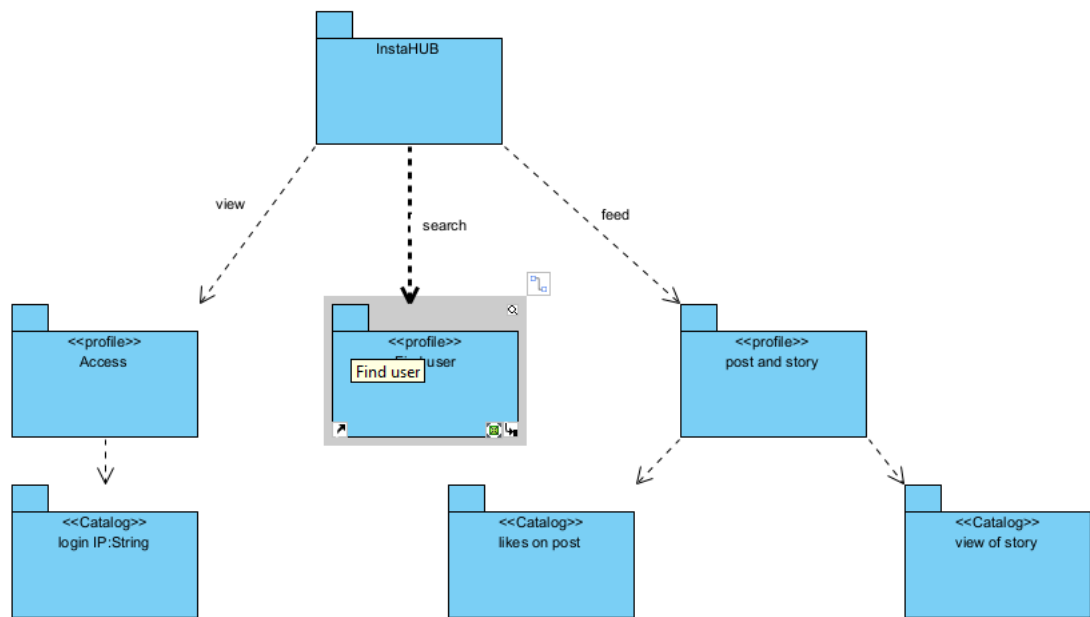 InstaHUB
view
search
feed
<<profile>>
Access
<<profile>>
user
Find user
<<profile>>
post and story
<<Catalog>>
login IP:String
<<Catalog>>
likes on post
<<Catalog>>
view of story